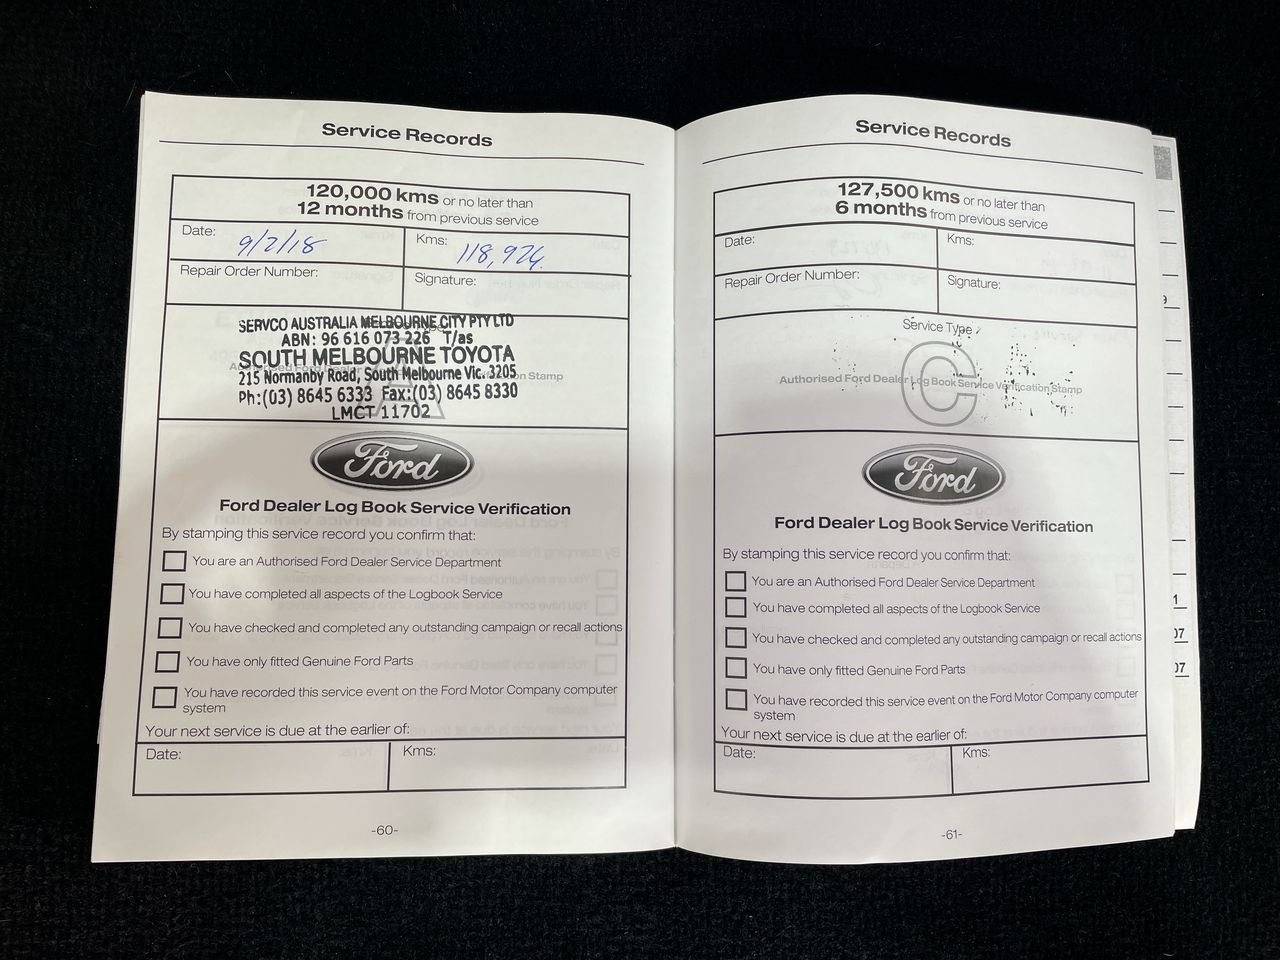 Service Records
120,000 kms or no later than
12 months from previous service
Date: 9/2/18
Kms: 118,924
Repair Order Number:
Signature:
SERVCO AUSTRALIA MELBOURNE CITY PTY LTD
ABN: 96 616 073 226 T/as
SOUTH MELBOURNE TOYOTA
215 Normanby Road, South Melbourne Vic. 3205
Ph:(03) 8645 6333 Fax:(03) 8645 8330
LMCT 11702
A
Ford
Ford Dealer Log Book Service Verification
By stamping this service record you confirm that:
You are an Authorised Ford Dealer Service Department
You have completed all aspects of the Logbook Service
You have checked and completed any outstanding campaign or recall actions
You have only fitted Genuine Ford Parts
You have recorded this service event on the Ford Motor Company computer
system
Your next service is due at the earlier of:
Date:
Kms:
-60-
Service Records
127,500 kms or no later than
6 months from previous service
Date:
Kms:
Repair Order Number:
Signature:
Service Type
Authorised Ford Dealer Log Book Service Verification Stamp
C
Ford
Ford Dealer Log Book Service Verification
By stamping this service record you confirm that:
You are an Authorised Ford Dealer Service Department
You have completed all aspects of the Logbook Service
You have checked and completed any outstanding campaign or recall actions
You have only fitted Genuine Ford Parts
You have recorded this service event on the Ford Motor Company computer
system
Your next service is due at the earlier of:
Date:
Kms:
-61-